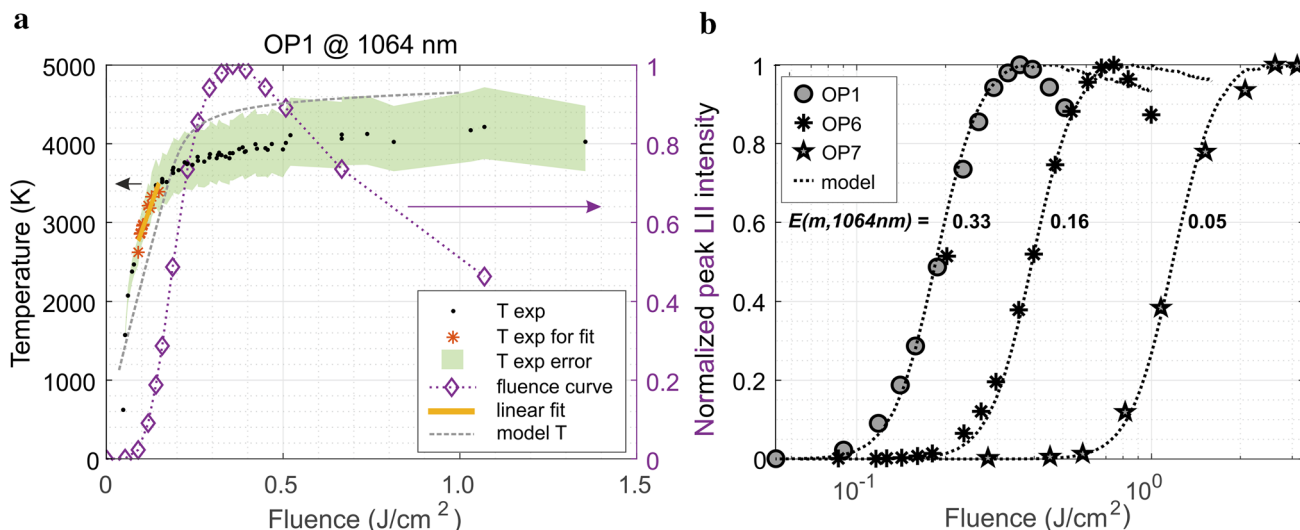 a
OP1 @ 1064 nm
Temperature (K)
5000
4000
3000
2000
1000
0
0
0.5
1.0
1.5
Fluence (J/cm²)
1
0.8
0.6
0.4
0.2
0
T exp
T exp for fit
T exp error
fluence curve
linear fit
model T
b
Normalized peak LII intensity
1
0.8
0.6
0.4
0.2
0
OP1
OP6
OP7
model
E(m,1064nm) = 0.33 0.16 0.05
10⁻¹
10⁰
Fluence (J/cm²)